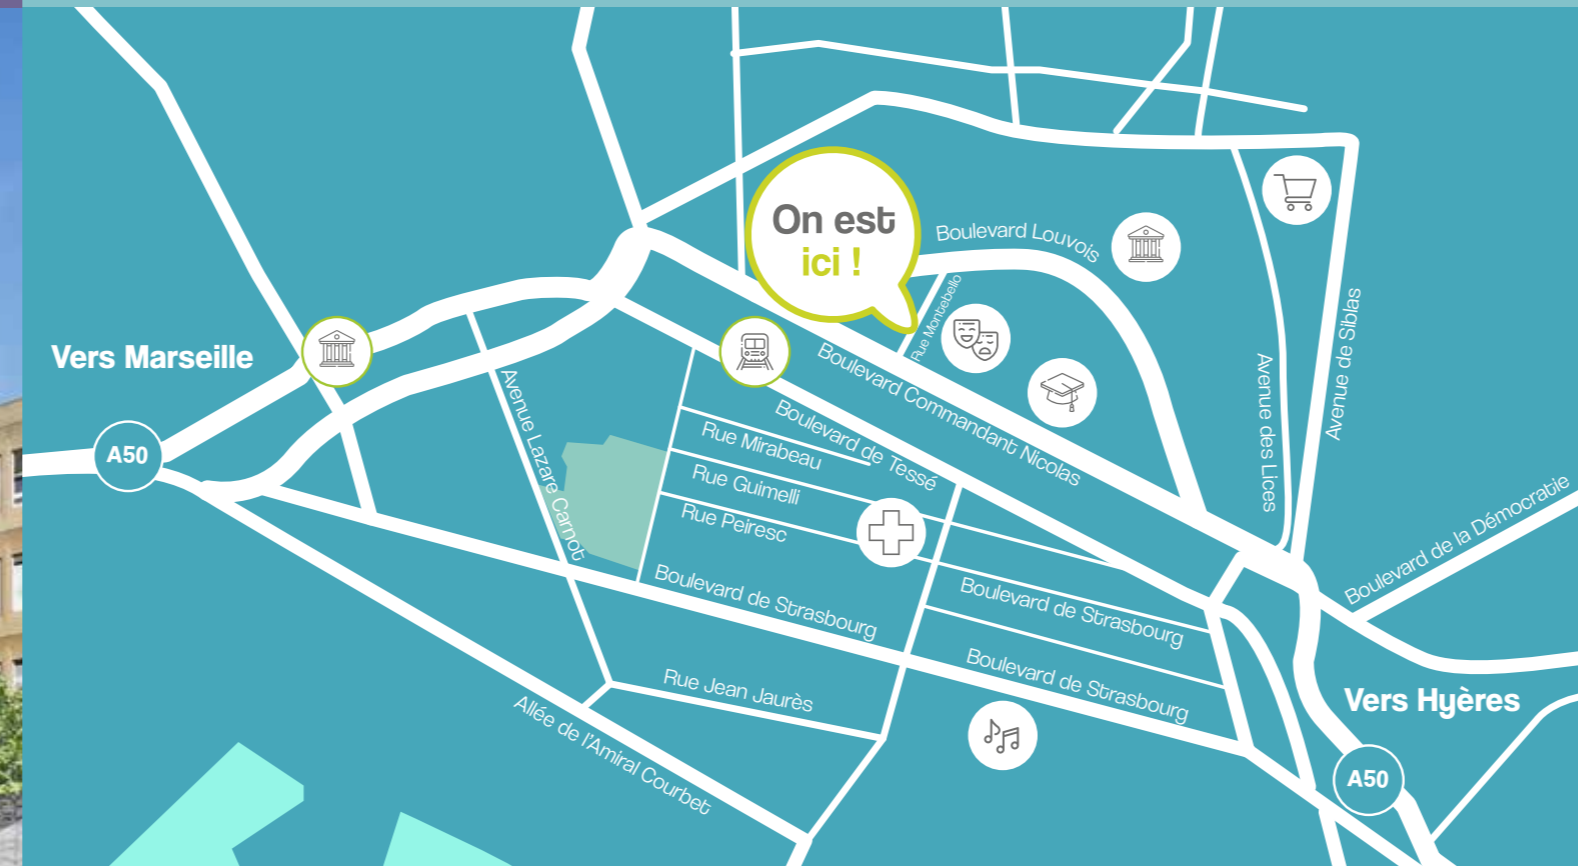 On est
ici !
Boulevard Louvois
Rue Montebello
Vers Marseille
A50
Avenue Lazare Carnot
Boulevard Commandant Nicolas
Boulevard de Tessé
Rue Mirabeau
Rue Guimelli
Rue Peiresc
Avenue des Lices
Avenue de Siblas
Boulevard de la Démocratie
Boulevard de Strasbourg
Boulevard de Strasbourg
Boulevard de Strasbourg
Rue Jean Jaurès
Allée de l'Amiral Courbet
Vers Hyères
A50